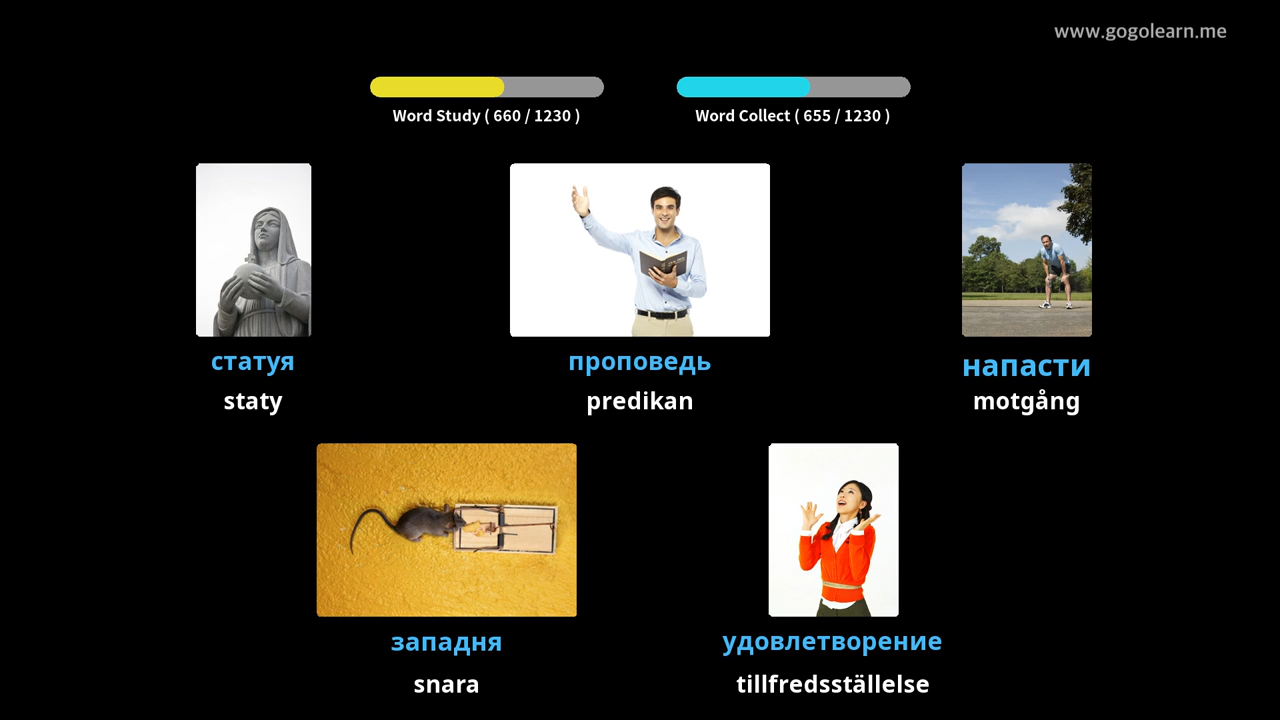 www.gogolearn.me
Word Study ( 660 / 1230 )
Word Collect ( 655 / 1230 )
статуя
staty
проповедь
predikan
напасти
motgång
западня
snara
удовлетворение
tillfredsställelse